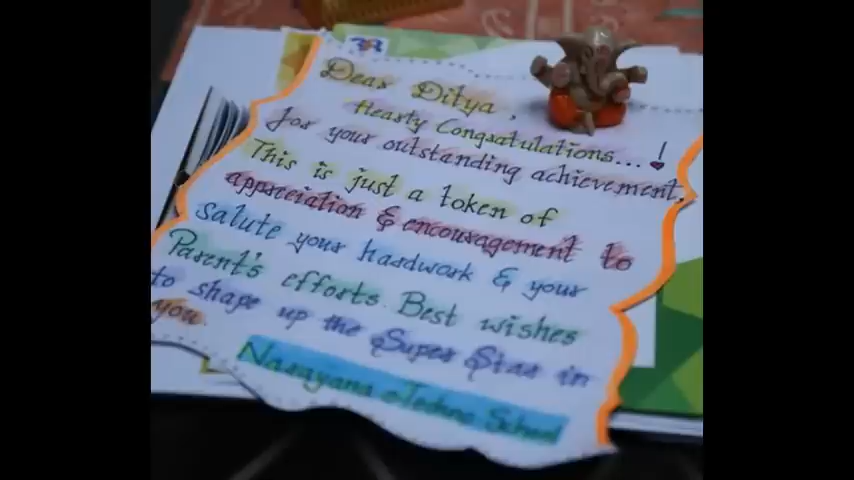 Dear Ditya,
Hearty Congratulations...!
for your outstanding achievement,
This is just a token of
appreciation & encouragement to
salute your hardwork & your
Parent's efforts. Best wishes
to shape up the Super Star in
you.
Narayana eTechno School